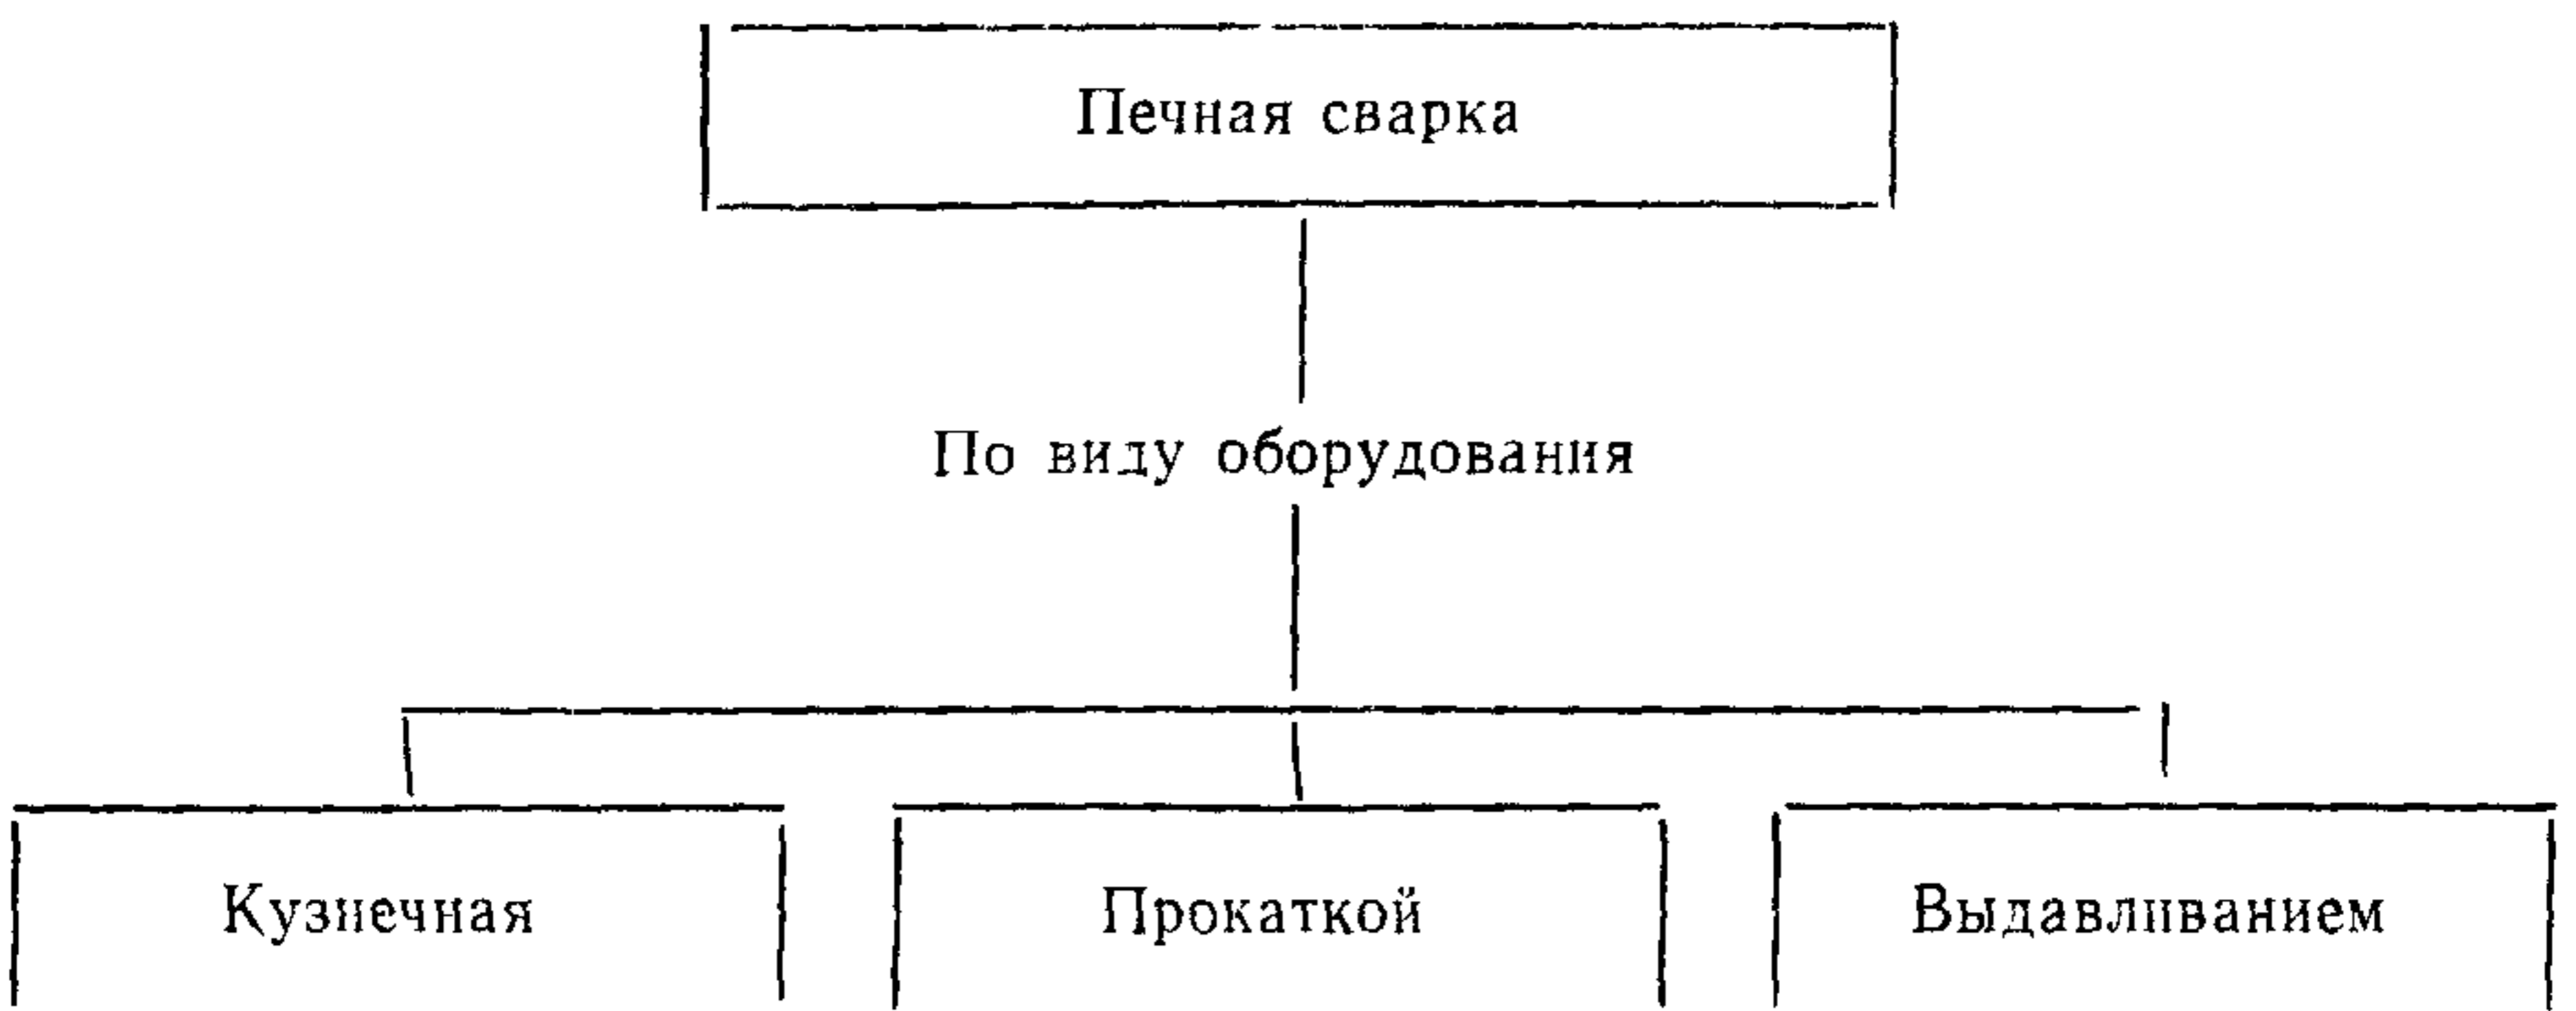 Печная сварка
По виду оборудования
Кузнечная
Прокаткой
Выдавливанием